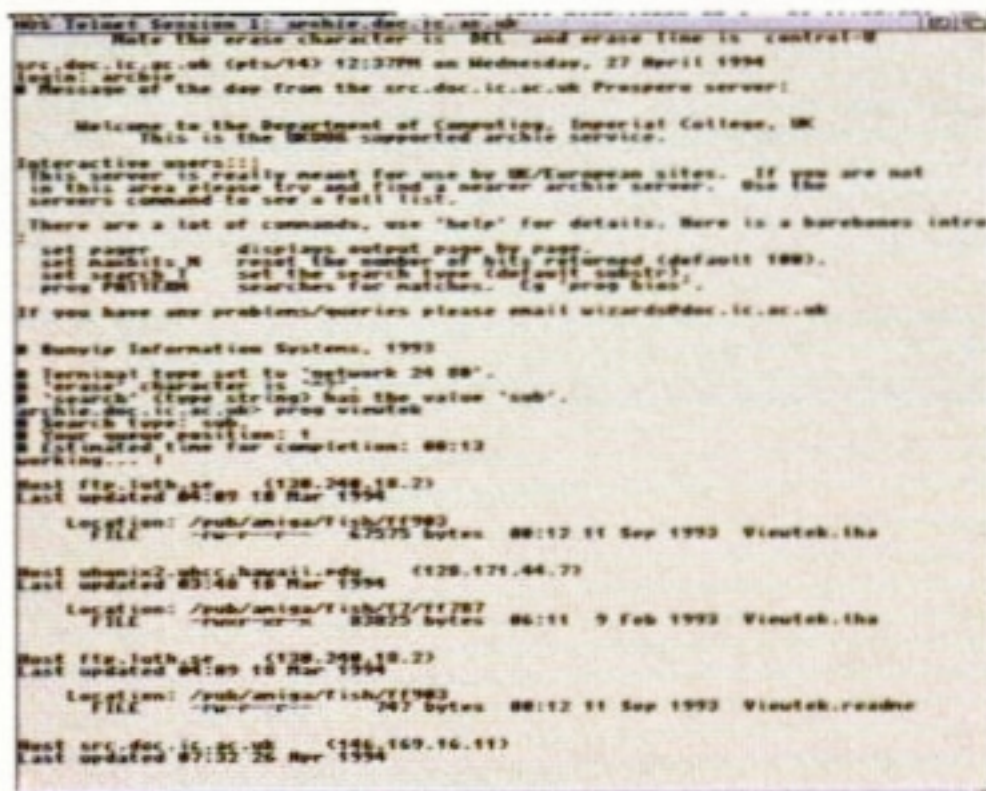 NOS Telnet Session 1: archie.doc.ic.ac.uk
Note the erase character is DEL and erase line is control-U
src.doc.ic.ac.uk (pts/14) 12:37PM on Wednesday, 27 April 1994
login: archie
# Message of the day from the src.doc.ic.ac.uk Prospero server:
Welcome to the Department of Computing, Imperial College, UK
This is the UKUUG supported archie service.
Interactive users:::
This server is really meant for use by UK/European sites. If you are not
in this area please try and find a nearer archie server. Use the
servers command to see a full list.
There are a lot of commands, use 'help' for details. Here is a barebones intro
:
set pager displays output page by page.
set maxhits N reset the number of hits returned (default 100).
set search T set the search type (default substr).
prog PATTERN searches for matches. Eg 'prog bios'.
If you have any problems/queries please email wizards@doc.ic.ac.uk
# Bunyip Information Systems, 1993
# Terminal type set to 'network 24 80'.
# 'erase' character is '^?'.
# 'search' (type string) has the value 'sub'.
archie.doc.ic.ac.uk> prog viewtek
# Search type: sub.
# Your queue position: 1
# Estimated time for completion: 00:13
working...
Host ftp.luth.se (130.240.18.2)
Last updated 04:09 18 Mar 1994
Location: /pub/amiga/fish/ff903
FILE -rw-r--r-- 67575 bytes 00:12 11 Sep 1993 Viewtek.lha
Host uhunix2.uhcc.hawaii.edu (128.171.44.7)
Last updated 03:48 18 Mar 1994
Location: /pub/amiga/fish/f7/ff787
FILE -rwxr-xr-x 83825 bytes 06:11 9 Feb 1993 Viewtek.lha
Host ftp.luth.se (130.240.18.2)
Last updated 04:09 18 Mar 1994
Location: /pub/amiga/fish/ff903
FILE -rw-r--r-- 747 bytes 00:12 11 Sep 1993 Viewtek.readme
Host src.doc.ic.ac.uk (146.169.16.11)
Last updated 07:32 26 Apr 1994